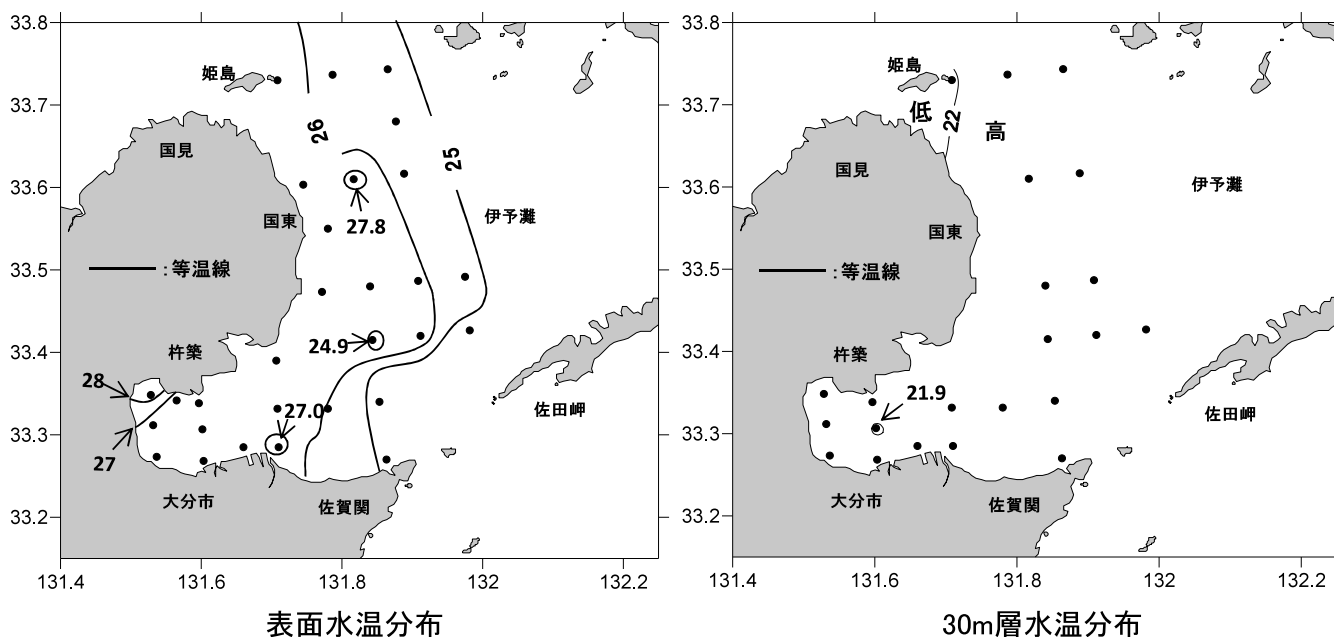 33.8
33.7
33.6
33.5
33.4
33.3
33.2
131.4
131.6
131.8
132
132.2
姫島
国見
国東
伊予灘
杵築
大分市
佐賀関
佐田岬
:等温線
26
25
27.8
24.9
27.0
28
27
表面水温分布
33.8
33.7
33.6
33.5
33.4
33.3
33.2
131.4
131.6
131.8
132
132.2
姫島
低
22
高
国見
国東
伊予灘
:等温線
杵築
21.9
大分市
佐賀関
佐田岬
30m層水温分布